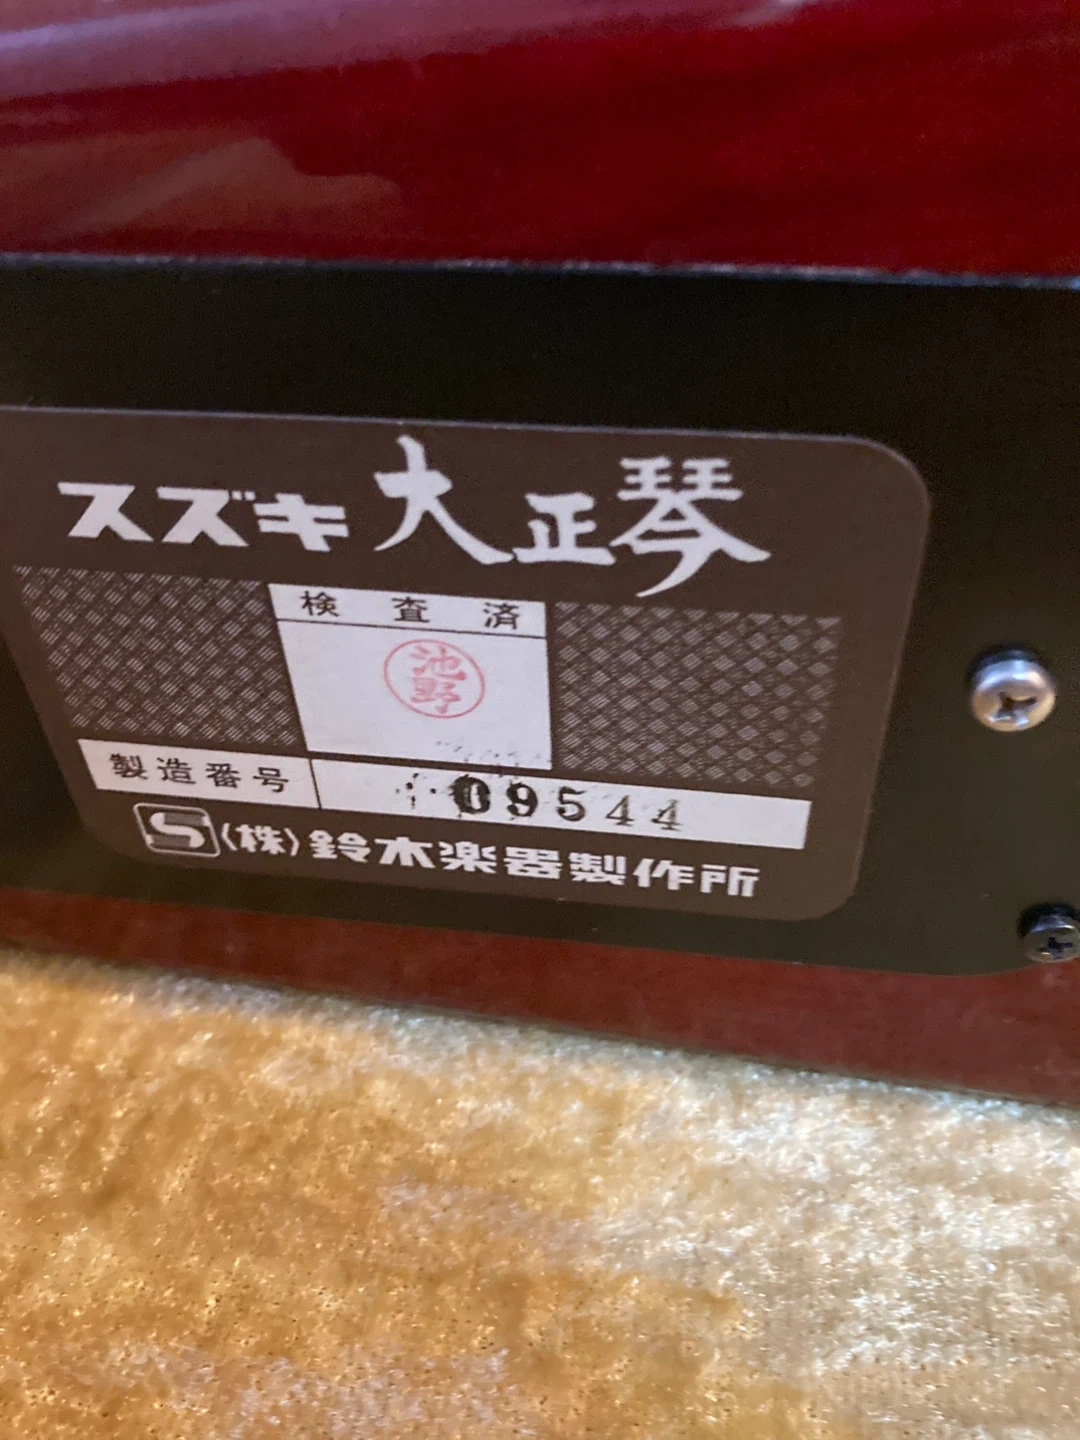 スズキ 大正琴
検査済
池野
製造番号 09544
S (株)鈴木楽器製作所